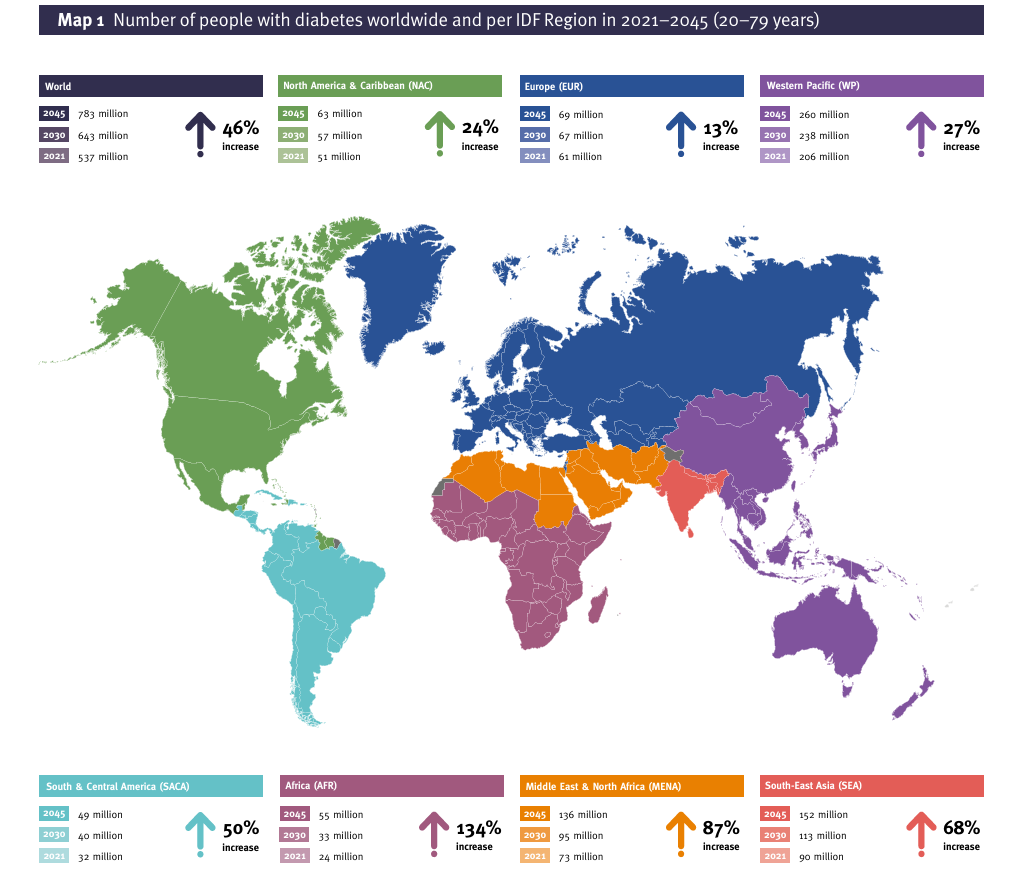 Map 1 Number of people with diabetes worldwide and per IDF Region in 2021–2045 (20–79 years)
World
2045 783 million
2030 643 million
2021 537 million
46%
increase
North America & Caribbean (NAC)
2045 63 million
2030 57 million
2021 51 million
24%
increase
Europe (EUR)
2045 69 million
2030 67 million
2021 61 million
13%
increase
Western Pacific (WP)
2045 260 million
2030 238 million
2021 206 million
27%
increase
South & Central America (SACA)
2045 49 million
2030 40 million
2021 32 million
50%
increase
Africa (AFR)
2045 55 million
2030 33 million
2021 24 million
134%
increase
Middle East & North Africa (MENA)
2045 136 million
2030 95 million
2021 73 million
87%
increase
South-East Asia (SEA)
2045 152 million
2030 113 million
2021 90 million
68%
increase